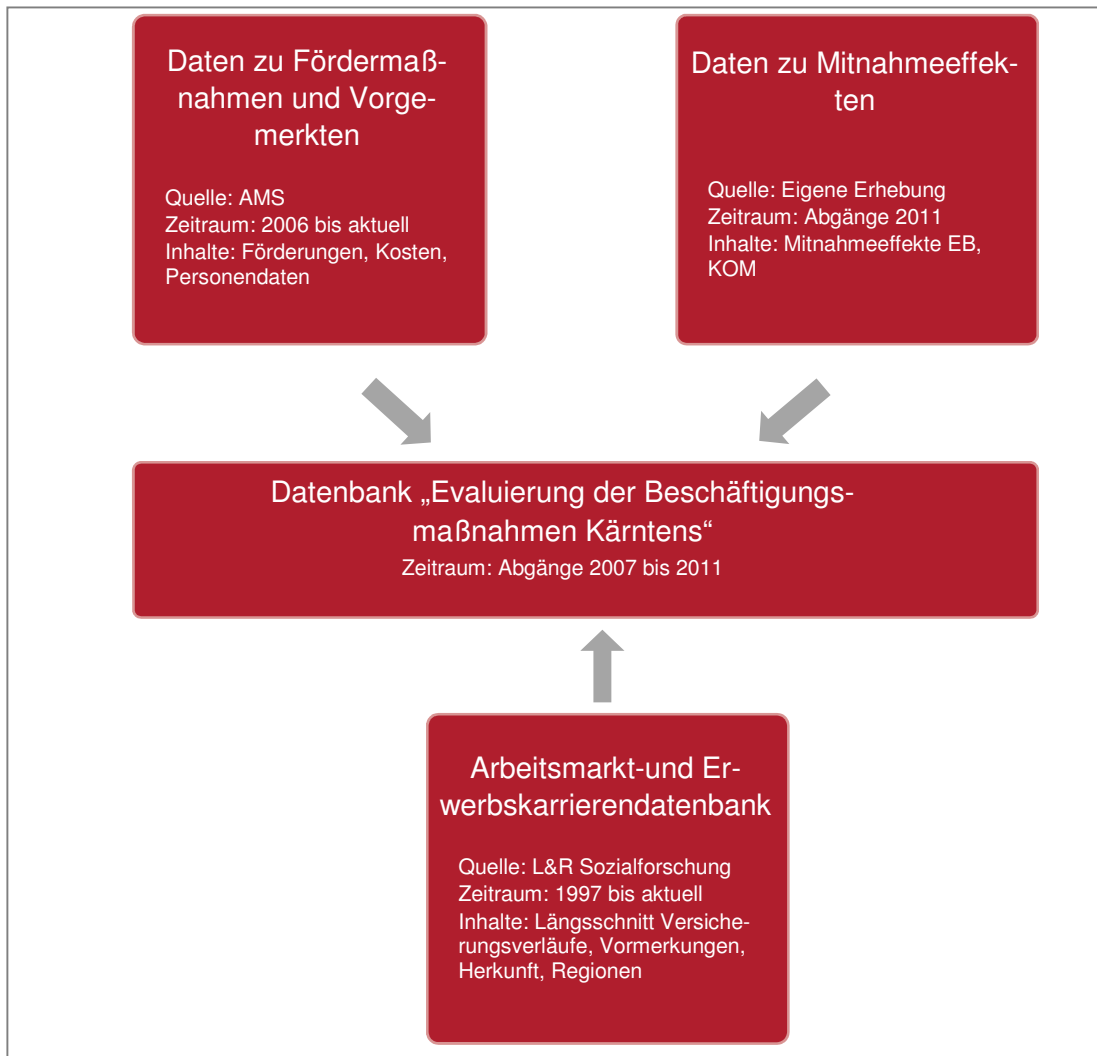 Daten zu Fördermaß-
nahmen und Vorge-
merkten
Quelle: AMS
Zeitraum: 2006 bis aktuell
Inhalte: Förderungen, Kosten,
Personendaten
Daten zu Mitnahmeeffek-
ten
Quelle: Eigene Erhebung
Zeitraum: Abgänge 2011
Inhalte: Mitnahmeeffekte EB,
KOM
Datenbank „Evaluierung der Beschäftigungs-
maßnahmen Kärntens“
Zeitraum: Abgänge 2007 bis 2011
Arbeitsmarkt-und Er-
werbskarrierendatenbank
Quelle: L&R Sozialforschung
Zeitraum: 1997 bis aktuell
Inhalte: Längsschnitt Versiche-
rungsverläufe, Vormerkungen,
Herkunft, Regionen